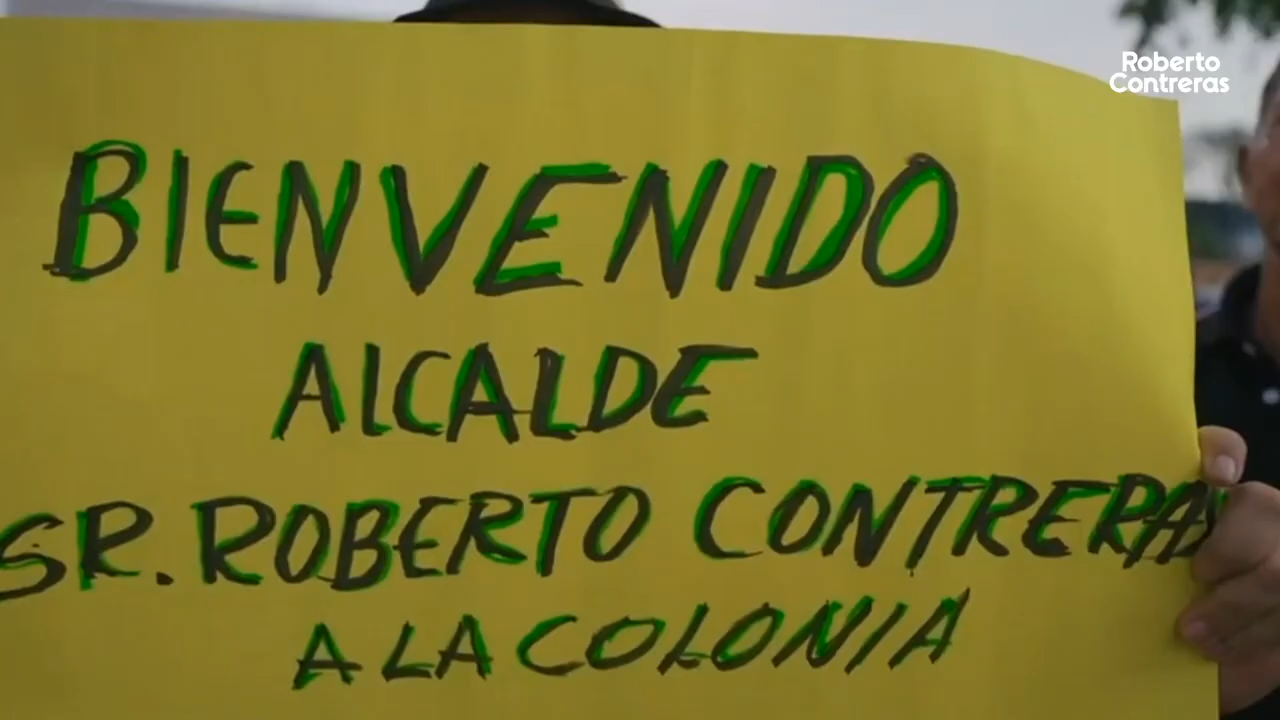 Roberto
Contreras
BIENVENIDO
ALCALDE
SR. ROBERTO CONTRERAS
A LA COLONIA